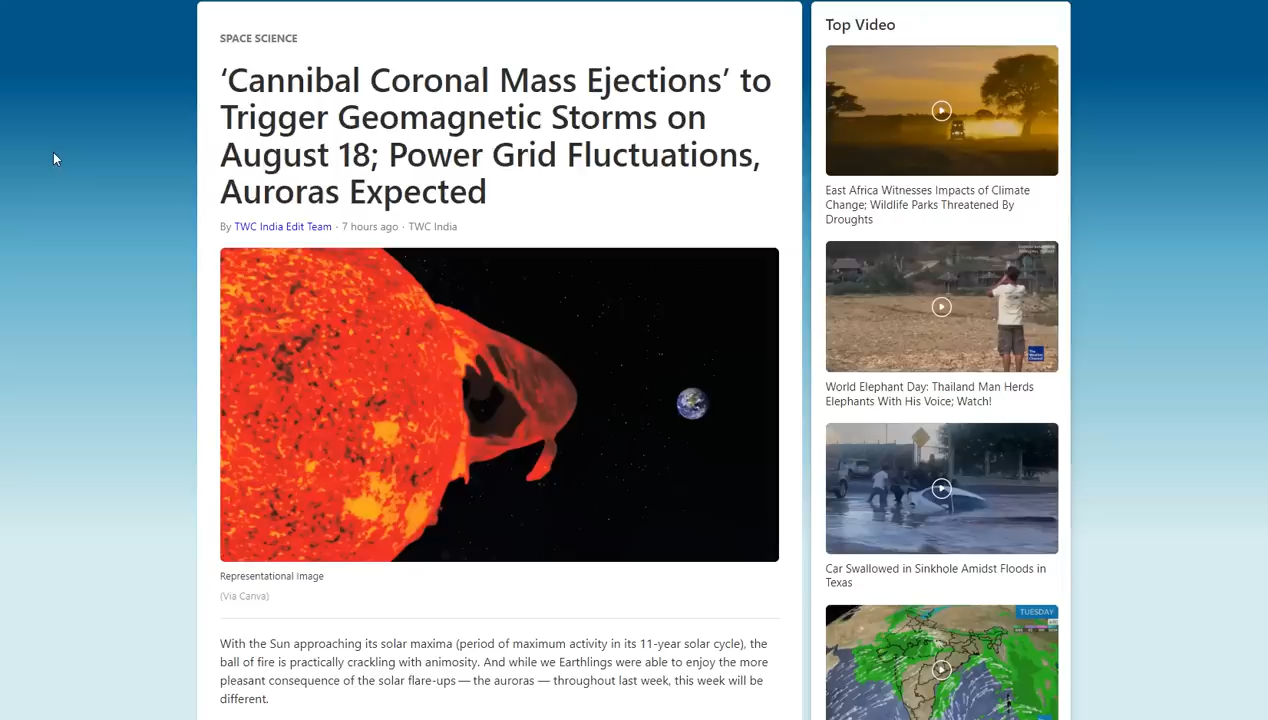 SPACE SCIENCE
‘Cannibal Coronal Mass Ejections’ to
Trigger Geomagnetic Storms on
August 18; Power Grid Fluctuations,
Auroras Expected
By TWC India Edit Team · 7 hours ago · TWC India
Representational Image
(Via Canva)
With the Sun approaching its solar maxima (period of maximum activity in its 11-year solar cycle), the
ball of fire is practically crackling with animosity. And while we Earthlings were able to enjoy the more
pleasant consequence of the solar flare-ups — the auroras — throughout last week, this week will be
different.
Top Video
East Africa Witnesses Impacts of Climate
Change; Wildlife Parks Threatened By
Droughts
World Elephant Day: Thailand Man Herds
Elephants With His Voice; Watch!
Car Swallowed in Sinkhole Amidst Floods in
Texas
TUESDAY